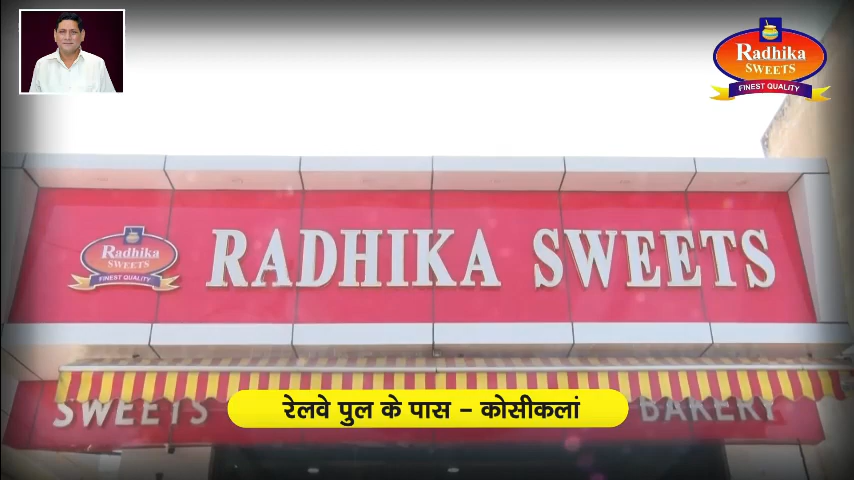 Radhika
SWEETS
FINEST QUALITY
Radhika
SWEETS
FINEST QUALITY
RADHIKA SWEETS
SWEETS
BAKERY
रेलवे पुल के पास - कोसीकलां